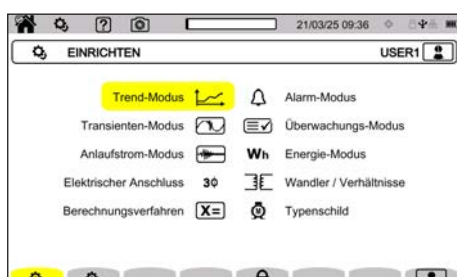 21/03/25 09:36
EINRICHTEN USER1
Trend-Modus Alarm-Modus
Transienten-Modus Überwachungs-Modus
Anlaufstrom-Modus Wh Energie-Modus
Elektrischer Anschluss 3φ Wandler / Verhältnisse
Berechnungsverfahren X= M Typenschild